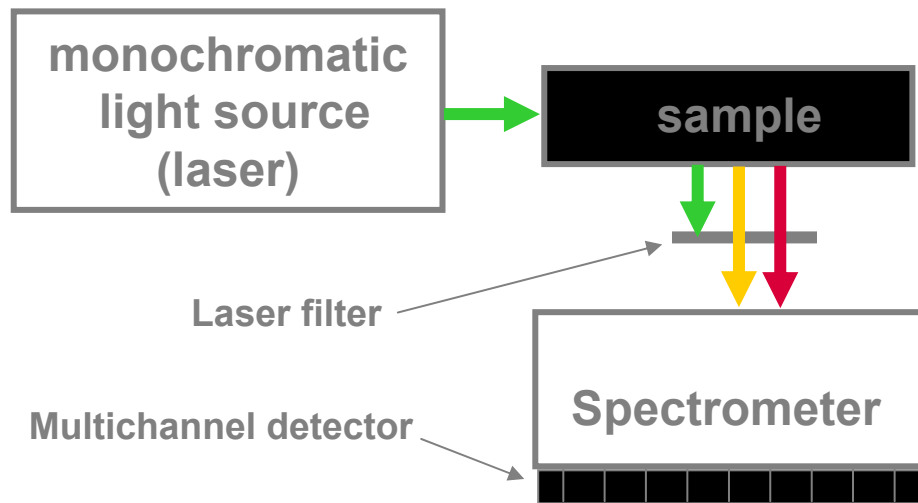 monochromatic
light source
(laser)
sample
Laser filter
Spectrometer
Multichannel detector